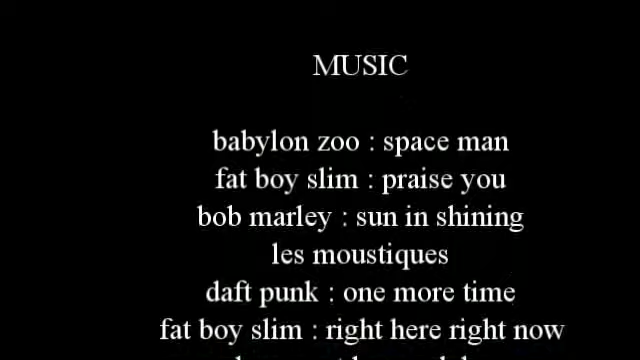 MUSIC
babylon zoo : space man
fat boy slim : praise you
bob marley : sun in shining
les moustiques
daft punk : one more time
fat boy slim : right here right now